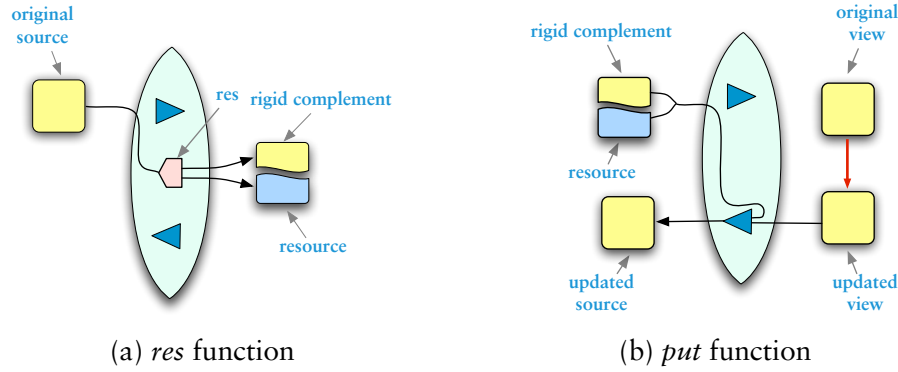 original
source
res
rigid complement
resource
(a) res function
rigid complement
original
view
resource
updated
source
updated
view
(b) put function